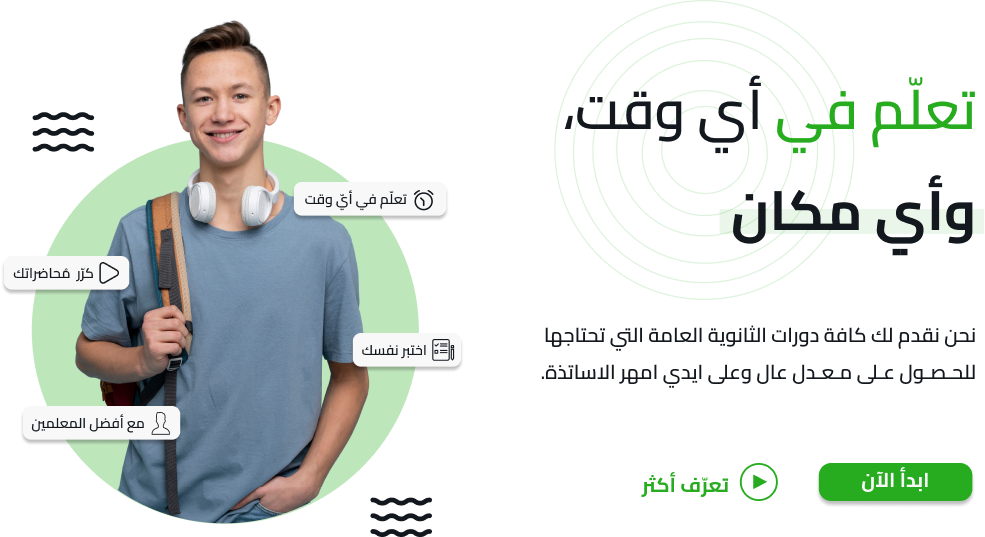 تعلّم في أي وقت،
وأي مكان
نحن نقدم لك كافة دورات الثانوية العامة التي تحتاجها
للحـصـول عـلى مـعـدل عال وعلى ايدي امهر الاساتذة.
ابدأ الآن
تعرّف أكثر
تعلّم في أيّ وقت
كرّر مُحاضراتك
اختبر نفسك
مع أفضل المعلمين